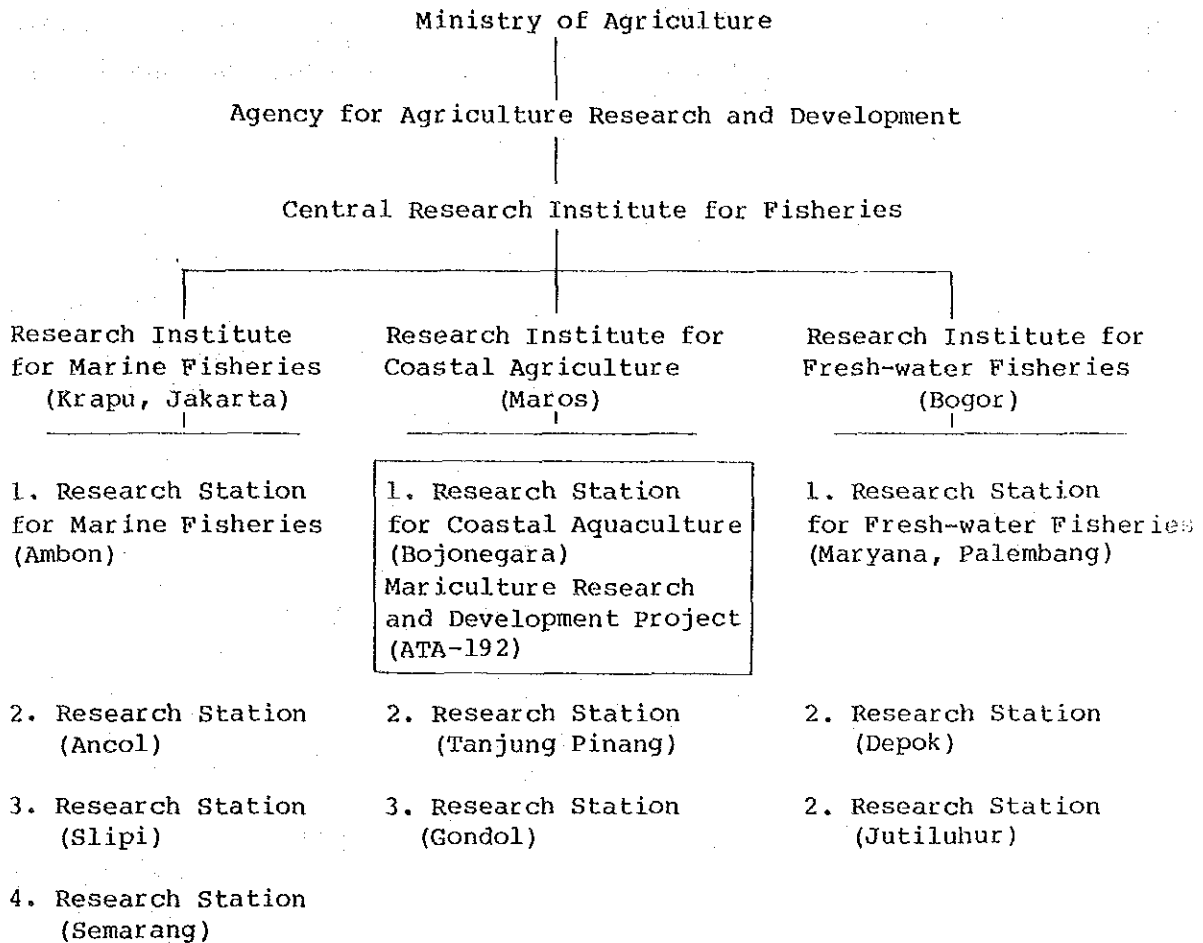 Ministry of Agriculture
Agency for Agriculture Research and Development
Central Research Institute for Fisheries
Research Institute
for Marine Fisheries
(Krapu, Jakarta)
Research Institute for
Coastal Agriculture
(Maros)
Research Institute for
Fresh-water Fisheries
(Bogor)
1. Research Station
for Marine Fisheries
(Ambon)
2. Research Station
(Ancol)
3. Research Station
(Slipi)
4. Research Station
(Semarang)
1. Research Station
for Coastal Aquaculture
(Bojonegara)
Mariculture Research
and Development Project
(ATA-192)
2. Research Station
(Tanjung Pinang)
3. Research Station
(Gondol)
1. Research Station
for Fresh-water Fisheries
(Maryana, Palembang)
2. Research Station
(Depok)
2. Research Station
(Jutiluhur)